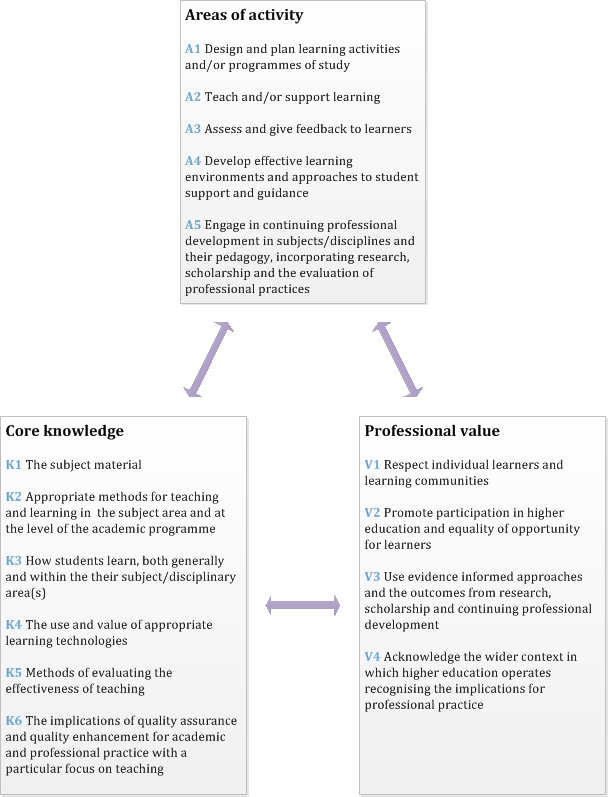 Areas of activity
A1 Design and plan learning activities
and/or programmes of study
A2 Teach and/or support learning
A3 Assess and give feedback to learners
A4 Develop effective learning
environments and approaches to student
support and guidance
A5 Engage in continuing professional
development in subjects/disciplines and
their pedagogy, incorporating research,
scholarship and the evaluation of
professional practices
Core knowledge
K1 The subject material
K2 Appropriate methods for teaching
and learning in the subject area and at
the level of the academic programme
K3 How students learn, both generally
and within the their subject/disciplinary
area(s)
K4 The use and value of appropriate
learning technologies
K5 Methods of evaluating the
effectiveness of teaching
K6 The implications of quality assurance
and quality enhancement for academic
and professional practice with a
particular focus on teaching
Professional value
V1 Respect individual learners and
learning communities
V2 Promote participation in higher
education and equality of opportunity
for learners
V3 Use evidence informed approaches
and the outcomes from research,
scholarship and continuing professional
development
V4 Acknowledge the wider context in
which higher education operates
recognising the implications for
professional practice